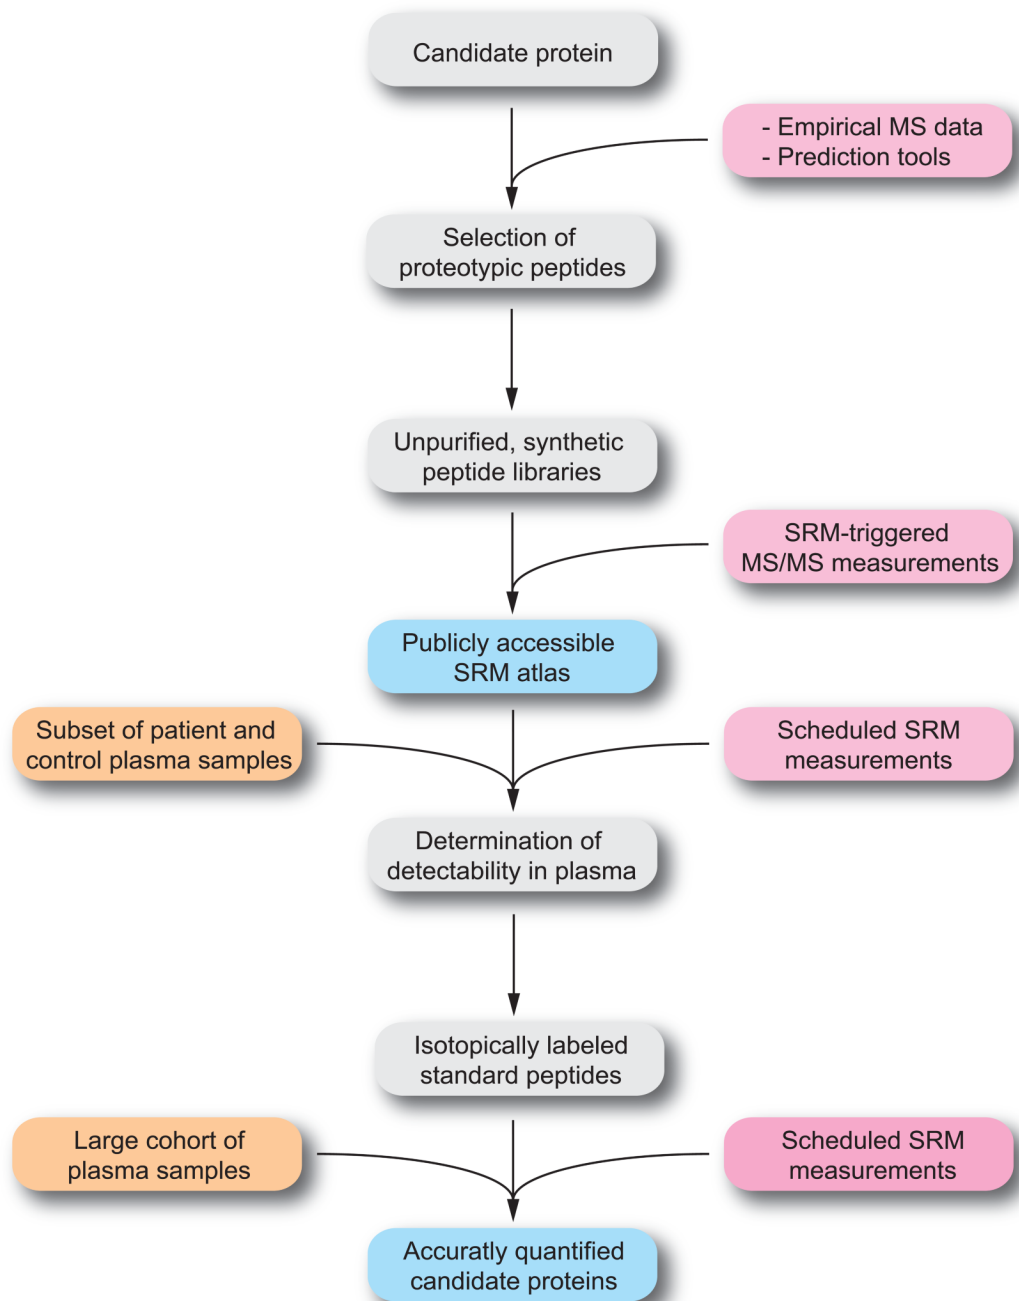 Candidate protein
- Empirical MS data
- Prediction tools
Selection of
proteotypic peptides
Unpurified, synthetic
peptide libraries
SRM-triggered
MS/MS measurements
Publicly accessible
SRM atlas
Subset of patient and
control plasma samples
Scheduled SRM
measurements
Determination of
detectability in plasma
Isotopically labeled
standard peptides
Large cohort of
plasma samples
Scheduled SRM
measurements
Accuratly quantified
candidate proteins